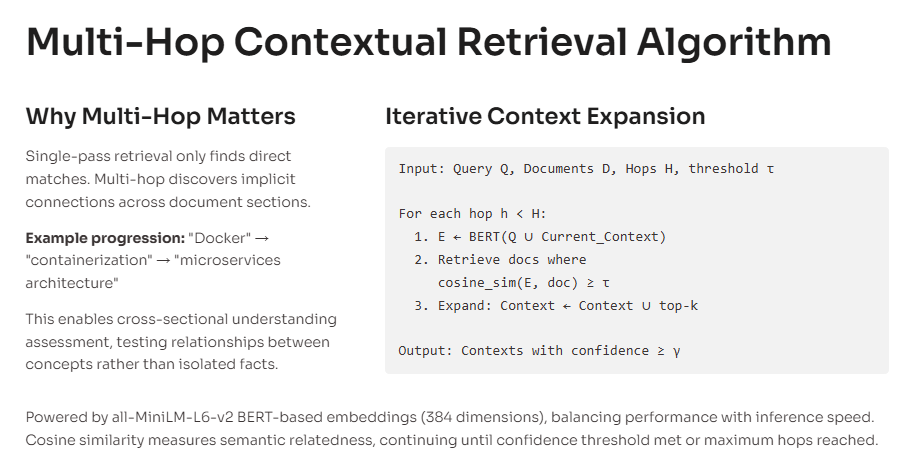 Multi-Hop Contextual Retrieval Algorithm
Why Multi-Hop Matters
Single-pass retrieval only finds direct
matches. Multi-hop discovers implicit
connections across document sections.
Example progression: "Docker" →
"containerization" → "microservices
architecture"
This enables cross-sectional understanding
assessment, testing relationships between
concepts rather than isolated facts.
Iterative Context Expansion
Input: Query Q, Documents D, Hops H, threshold τ
For each hop h < H:
1. E ← BERT(Q ∪ Current_Context)
2. Retrieve docs where
cosine_sim(E, doc) ≥ τ
3. Expand: Context ← Context ∪ top-k
Output: Contexts with confidence ≥ γ
Powered by all-MiniLM-L6-v2 BERT-based embeddings (384 dimensions), balancing performance with inference speed.
Cosine similarity measures semantic relatedness, continuing until confidence threshold met or maximum hops reached.